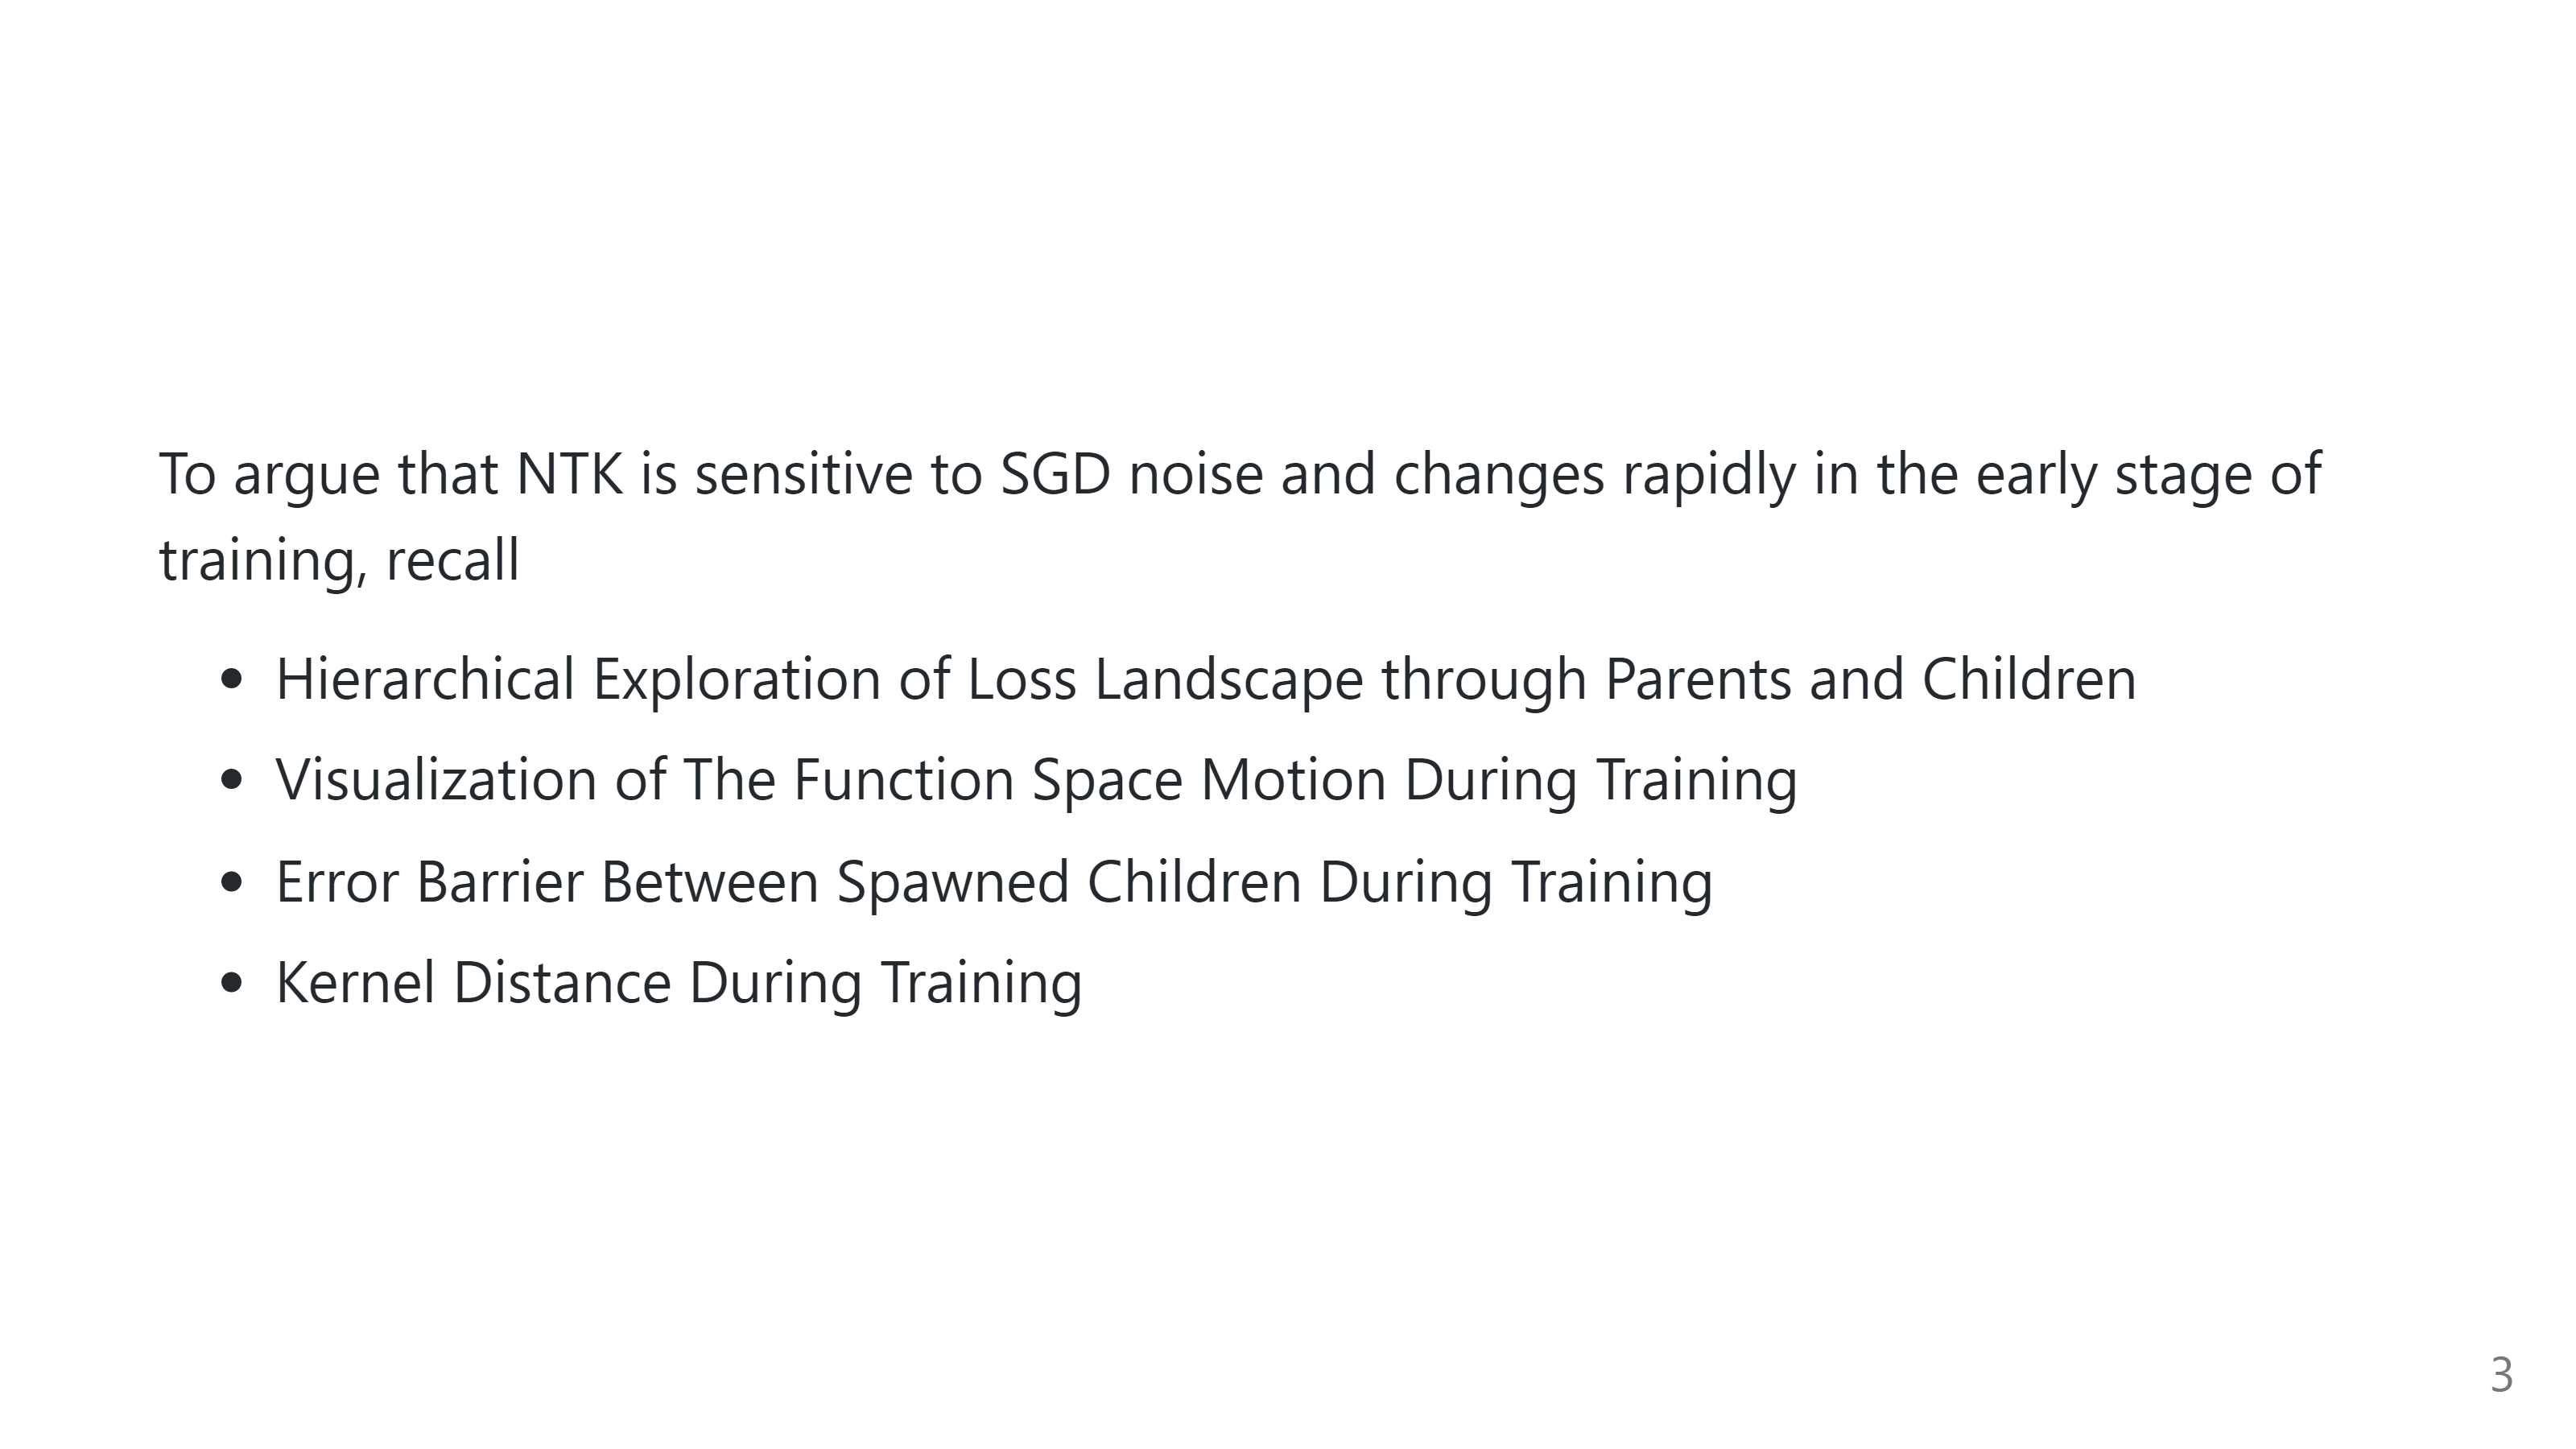 To argue that NTK is sensitive to SGD noise and changes rapidly in the early stage of
training, recall
• Hierarchical Exploration of Loss Landscape through Parents and Children
• Visualization of The Function Space Motion During Training
• Error Barrier Between Spawned Children During Training
• Kernel Distance During Training
3